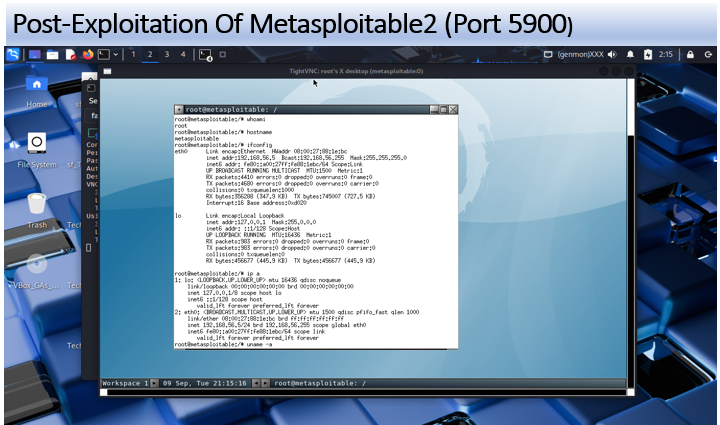 Post-Exploitation Of Metasploitable2 (Port 5900)
1 2 3 4
(genmon)XXX 2:15
TightVNC: root's X desktop (metasploitable:0)
Home
File System
Trash
VBox_GAs_...
root@metasploitable: /
root@metasploitable:/# whoami
root
root@metasploitable:/# hostname
metasploitable
root@metasploitable:/# ifconfig
eth0 Link encap:Ethernet HWaddr 08:00:27:88:1e:bc
inet addr:192.168.56.5 Bcast:192.168.56.255 Mask:255.255.255.0
inet6 addr: fe80::a00:27ff:fe88:1ebc/64 Scope:Link
UP BROADCAST RUNNING MULTICAST MTU:1500 Metric:1
RX packets:4410 errors:0 dropped:0 overruns:0 frame:0
TX packets:4680 errors:0 dropped:0 overruns:0 carrier:0
collisions:0 txqueuelen:1000
RX bytes:356288 (347.9 KB) TX bytes:745007 (727.5 KB)
Interrupt:16 Base address:0xd020
lo Link encap:Local Loopback
inet addr:127.0.0.1 Mask:255.0.0.0
inet6 addr: ::1/128 Scope:Host
UP LOOPBACK RUNNING MTU:16436 Metric:1
RX packets:983 errors:0 dropped:0 overruns:0 frame:0
TX packets:983 errors:0 dropped:0 overruns:0 carrier:0
collisions:0 txqueuelen:0
RX bytes:456677 (445.9 KB) TX bytes:456677 (445.9 KB)
root@metasploitable:/# ip a
1: lo: <LOOPBACK,UP,LOWER_UP> mtu 16436 qdisc noqueue
link/loopback 00:00:00:00:00:00 brd 00:00:00:00:00:00
inet 127.0.0.1/8 scope host lo
inet6 ::1/128 scope host
valid_lft forever preferred_lft forever
2: eth0: <BROADCAST,MULTICAST,UP,LOWER_UP> mtu 1500 qdisc pfifo_fast qlen 1000
link/ether 08:00:27:88:1e:bc brd ff:ff:ff:ff:ff:ff
inet 192.168.56.5/24 brd 192.168.56.255 scope global eth0
inet6 fe80::a00:27ff:fe88:1ebc/64 scope link
valid_lft forever preferred_lft forever
root@metasploitable:/# uname -a
Workspace 1 09 Sep, Tue 21:15:16 root@metasploitable: /